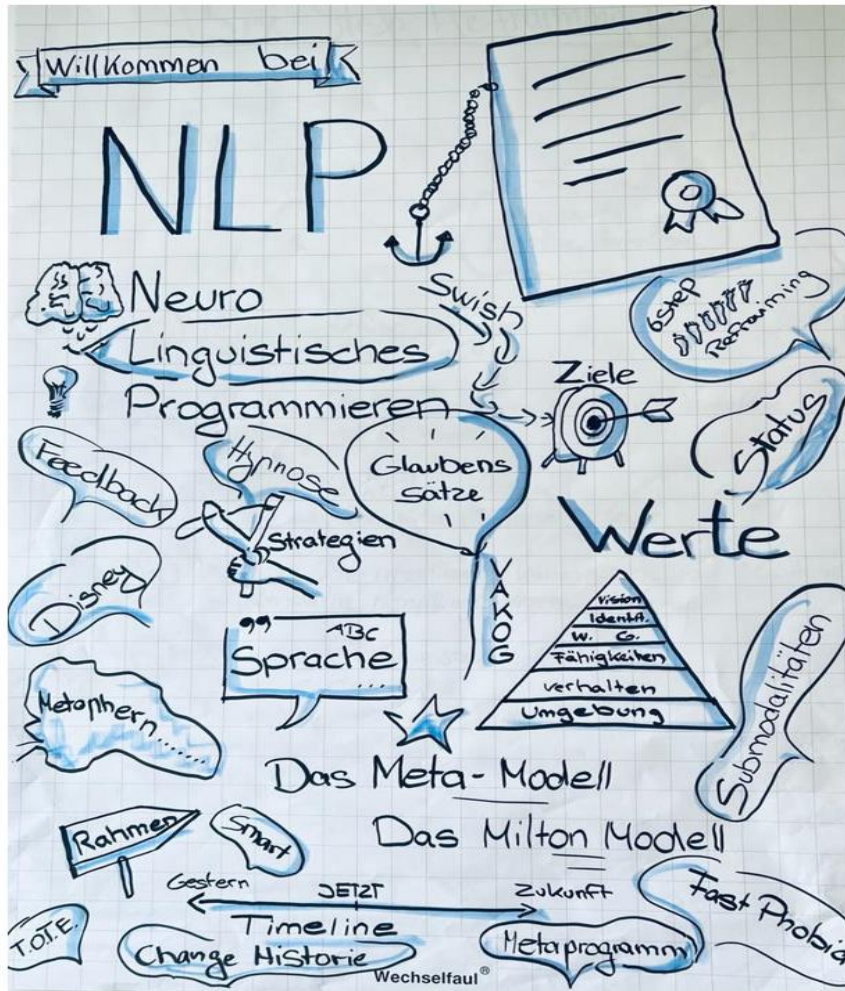 Willkommen bei
NLP
Neuro
Linguistisches
Programmieren
Swish
6step
Reframing
Ziele
Status
Feedback
Hypnose
Glaubens
sätze
Strategien
Werte
Disney
VAKOG
Vision
Identit.
W. G.
Fähigkeiten
Verhalten
Umgebung
" ABC
Sprache
...
Submodalitäten
Metaphern.......
Das Meta-Modell
Rahmen
Smart
Das Milton Modell
Gestern JETZT Zukunft
Timeline
Fast Phobia
T.O.T.E.
Change Historie
Metaprogramm
Wechselfaul®